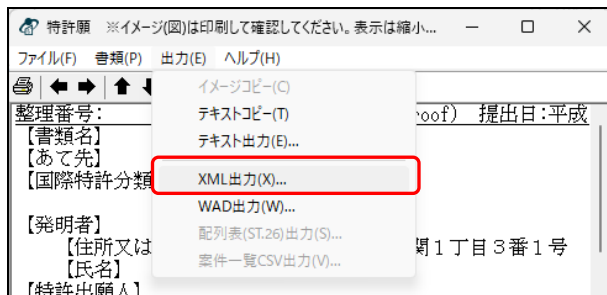 特許願 ※イメージ(図)は印刷して確認してください。表示は縮小...
ファイル(F) 書類(P) 出力(E) ヘルプ(H)
イメージコピー(C)
テキストコピー(T)
テキスト出力(E)...
XML出力(X)...
WAD出力(W)...
配列表(ST.26)出力(S)...
案件一覧CSV出力(V)...
整理番号: roof) 提出日:平成
【書類名】
【あて先】
【国際特許分類
【発明者】
【住所又は 関1丁目3番1号
【氏名】
【特許出願人】